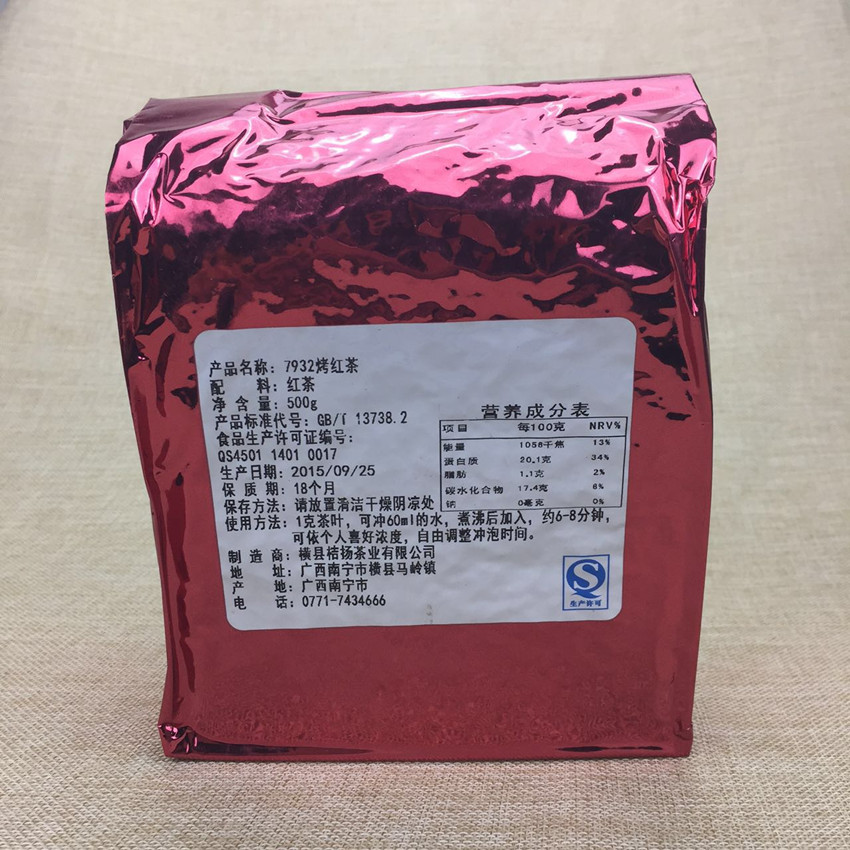 产品名称：7932烤红茶
配 料：红茶
净 含 量：500g
产品标准代号：GB/T 13738.2
食品生产许可证编号：
QS4501 1401 0017
生产日期：2015/09/25
保 质 期：18个月
保存方法：请放置清洁干燥阴凉处
使用方法：1克茶叶，可冲60ml的水，煮沸后加入，约6-8分钟，
可依个人喜好浓度，自由调整冲泡时间。
制 造 商：横县桔扬茶业有限公司
地 址：广西南宁市横县马岭镇
产 地：广西南宁市
电 话：0771-7434666
营养成分表
项目 每100克 NRV%
能量 1058千焦 13%
蛋白质 20.1克 34%
脂肪 1.1克 2%
碳水化合物 17.4克 6%
钠 0毫克 0%
生产许可